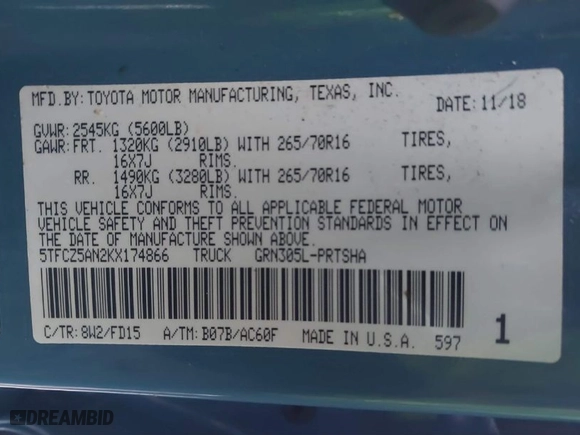 MFD.BY:TOYOTA MOTOR MANUFACTURING, TEXAS, INC.
DATE:11/18
GVWR:2545KG (5600LB)
GAWR:FRT. 1320KG (2910LB) WITH 265/70R16 TIRES,
16X7J RIMS.
RR. 1490KG (3280LB) WITH 265/70R16 TIRES,
16X7J RIMS.
THIS VEHICLE CONFORMS TO ALL APPLICABLE FEDERAL MOTOR
VEHICLE SAFETY AND THEFT PREVENTION STANDARDS IN EFFECT ON
THE DATE OF MANUFACTURE SHOWN ABOVE.
5TFCZ5AN2KX174866 TRUCK GRN305L-PRTSHA
C/TR:8W2/FD15 A/TM:B07B/AC60F MADE IN U.S.A. 597 1
DREAMBID